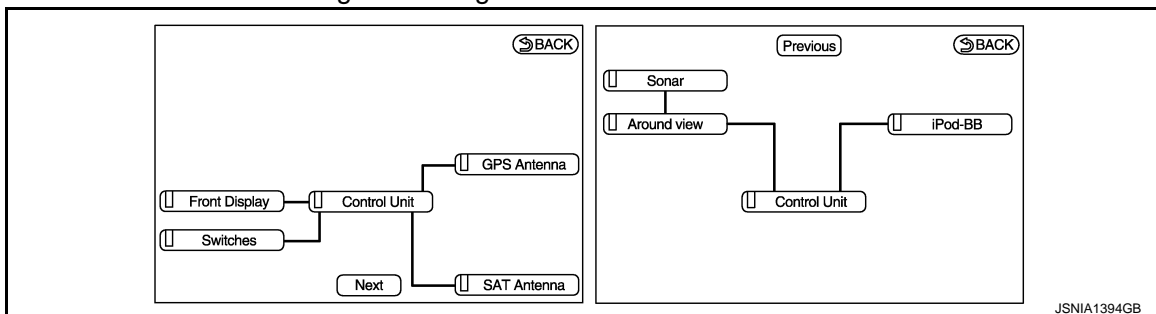 BACK
GPS Antenna
Front Display
Control Unit
Switches
Next
SAT Antenna
Previous
BACK
Sonar
Around view
iPod-BB
Control Unit
JSNIA1394GB